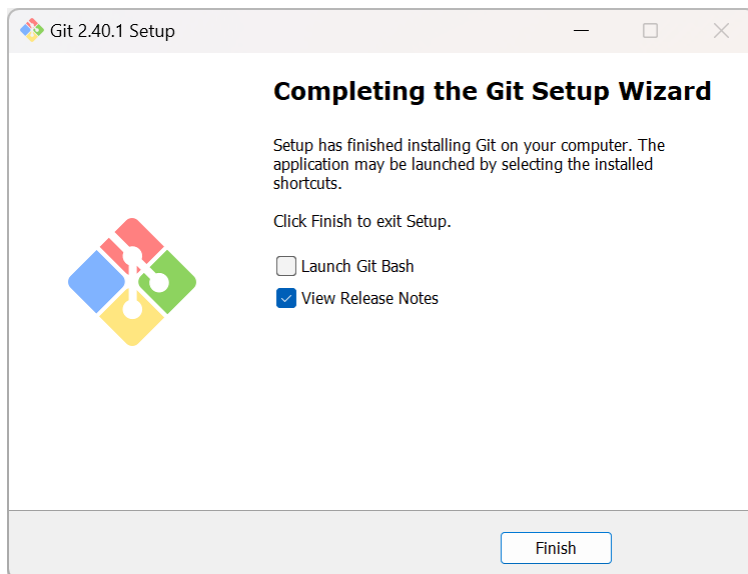 Git 2.40.1 Setup
Completing the Git Setup Wizard
Setup has finished installing Git on your computer. The
application may be launched by selecting the installed
shortcuts.
Click Finish to exit Setup.
Launch Git Bash
View Release Notes
Finish